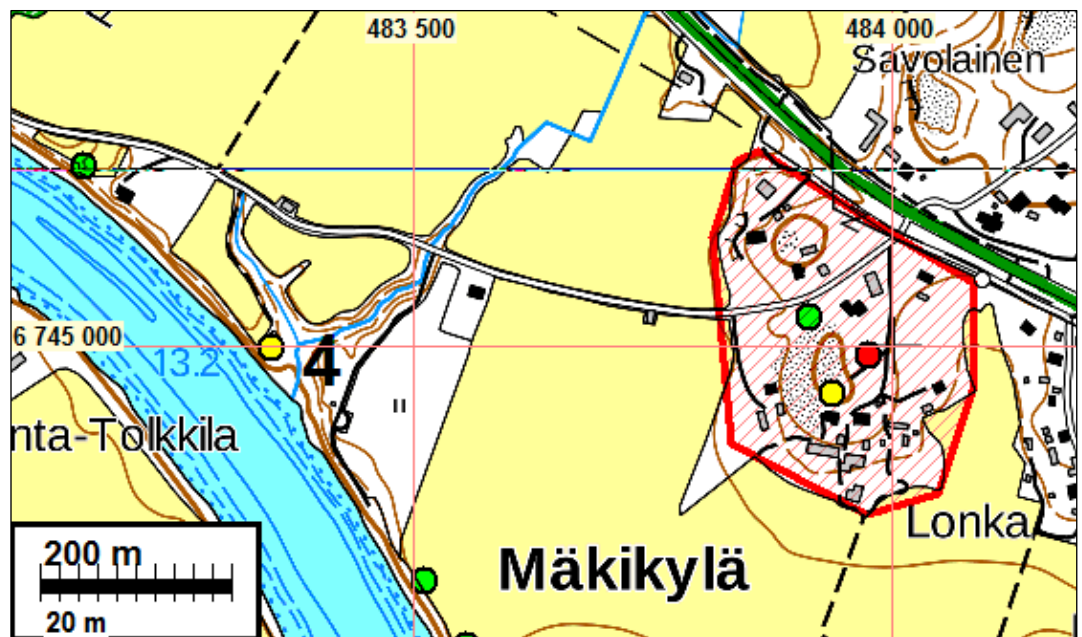 483 500
484 000
Savolainen
6 745 000
13.2
4
nta-Tolkkila
Lonka
200 m
Mäkikylä
20 m